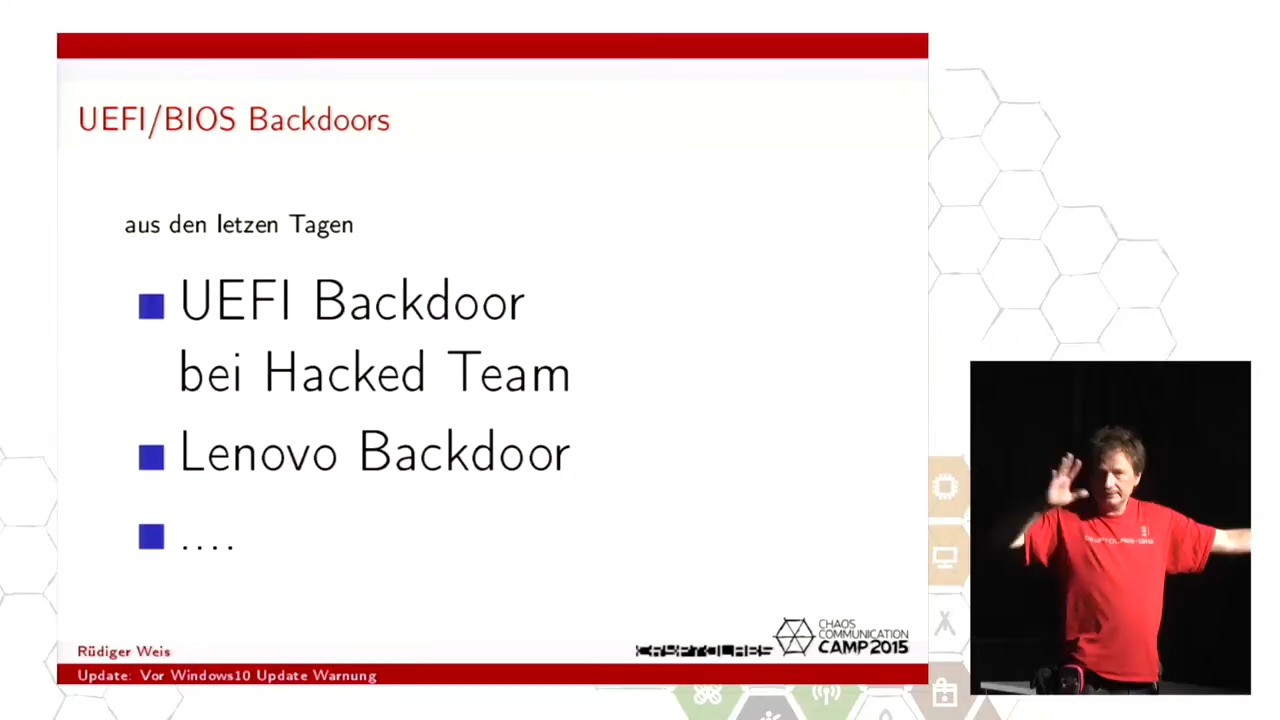 UEFI/BIOS Backdoors
aus den letzen Tagen
UEFI Backdoor
bei Hacked Team
Lenovo Backdoor
....
Rüdiger Weis
CRYPTOLABS
CHAOS
COMMUNICATION
CAMP 2015
Update: Vor Windows10 Update Warnung